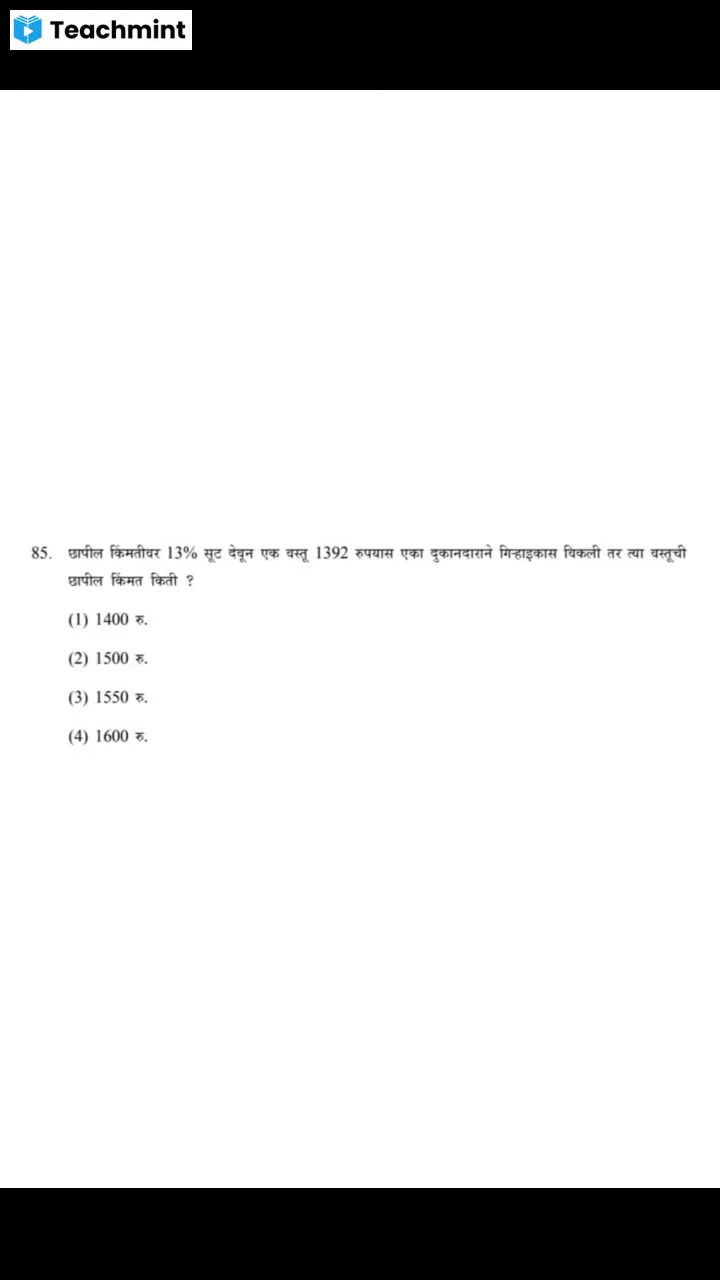 Teachmint
85. छापील किंमतीवर 13% सूट देवून एक वस्तू 1392 रुपयास एका दुकानदाराने गिऱ्हाइकास विकली तर त्या वस्तूची
छापील किंमत किती ?
(1) 1400 रु.
(2) 1500 रु.
(3) 1550 रु.
(4) 1600 रु.